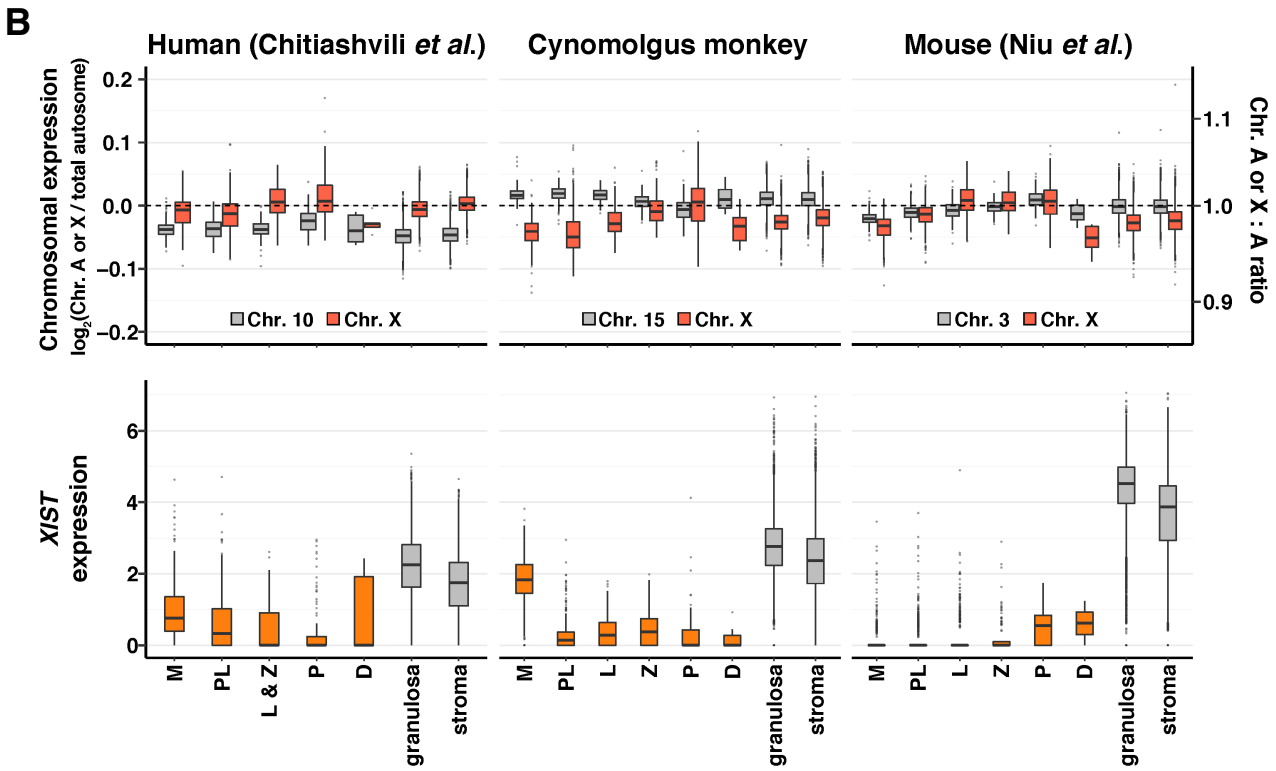 B
Human (Chitiashvili et al.)
Cynomolgus monkey
Mouse (Niu et al.)
Chromosomal expression
log2(Chr. A or X / total autosome)
0.2
0.1
0.0
−0.1
−0.2
Chr. 10 Chr. X
Chr. 15 Chr. X
Chr. 3 Chr. X
1.1
1.0
0.9
Chr. A or X : A ratio
XIST
expression
6
4
2
0
M PL L & Z P D granulosa stroma
M PL L Z P D granulosa stroma
M PL L Z P D granulosa stroma